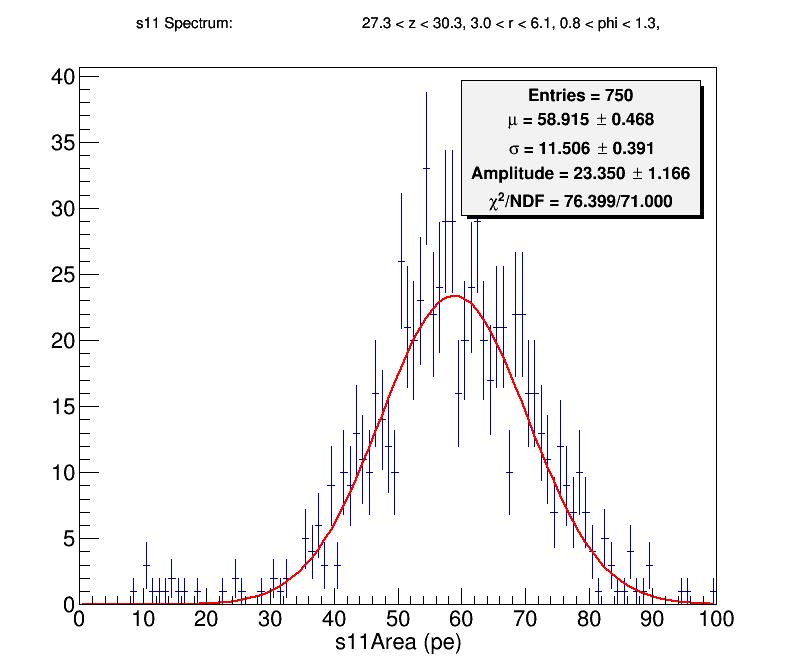 s11 Spectrum: 27.3 < z < 30.3, 3.0 < r < 6.1, 0.8 < phi < 1.3,
Entries = 750
μ = 58.915 ± 0.468
σ = 11.506 ± 0.391
Amplitude = 23.350 ± 1.166
χ²/NDF = 76.399/71.000
40
35
30
25
20
15
10
5
0
0 10 20 30 40 50 60 70 80 90 100
s11Area (pe)